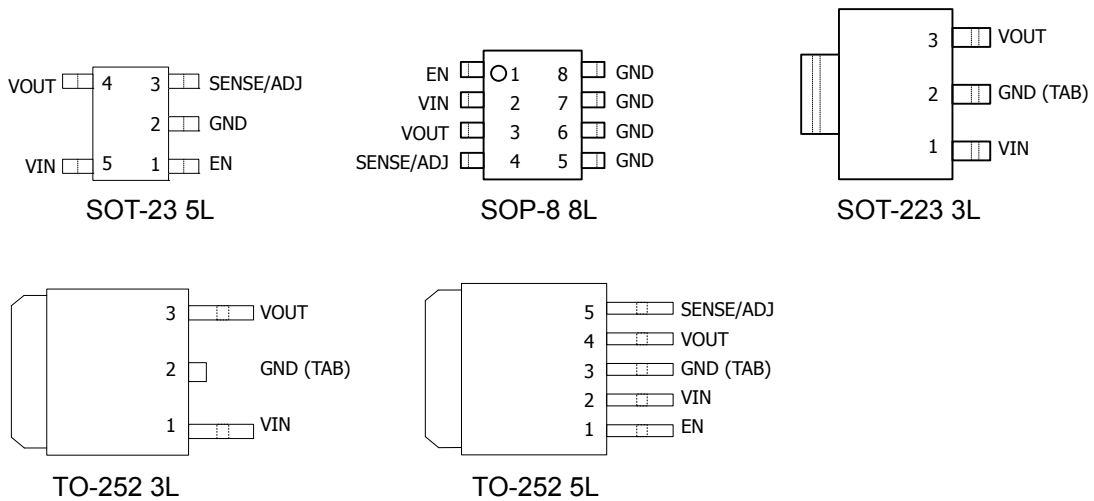 VOUT 4 3 SENSE/ADJ
2 GND
VIN 5 1 EN
SOT-23 5L
EN 1 8 GND
VIN 2 7 GND
VOUT 3 6 GND
SENSE/ADJ 4 5 GND
SOP-8 8L
3 VOUT
2 GND (TAB)
1 VIN
SOT-223 3L
3 VOUT
2 GND (TAB)
1 VIN
TO-252 3L
5 SENSE/ADJ
4 VOUT
3 GND (TAB)
2 VIN
1 EN
TO-252 5L